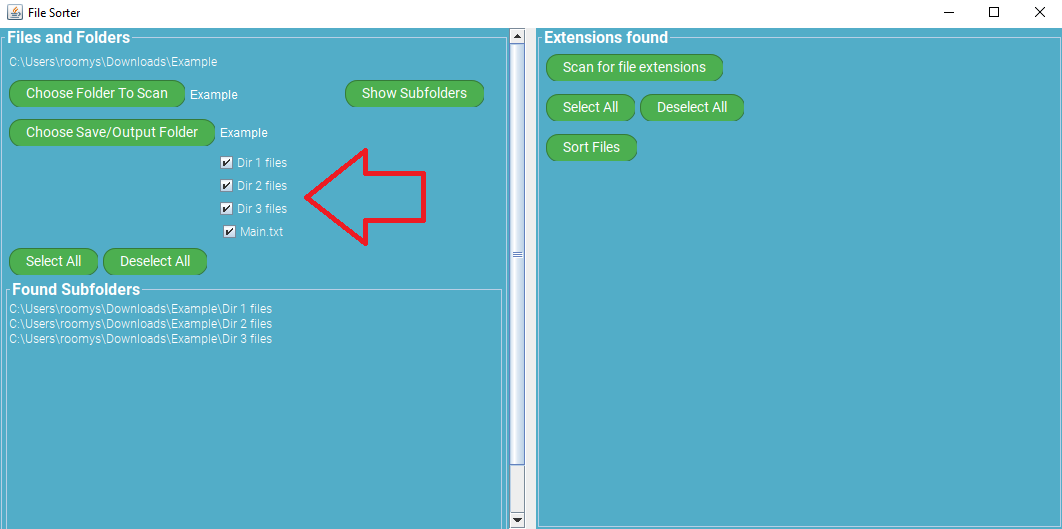 File Sorter
Files and Folders
C:\Users\roomys\Downloads\Example
Choose Folder To Scan Example Show Subfolders
Choose Save/Output Folder Example
Dir 1 files
Dir 2 files
Dir 3 files
Main.txt
Select All Deselect All
Found Subfolders
C:\Users\roomys\Downloads\Example\Dir 1 files
C:\Users\roomys\Downloads\Example\Dir 2 files
C:\Users\roomys\Downloads\Example\Dir 3 files
Extensions found
Scan for file extensions
Select All Deselect All
Sort Files